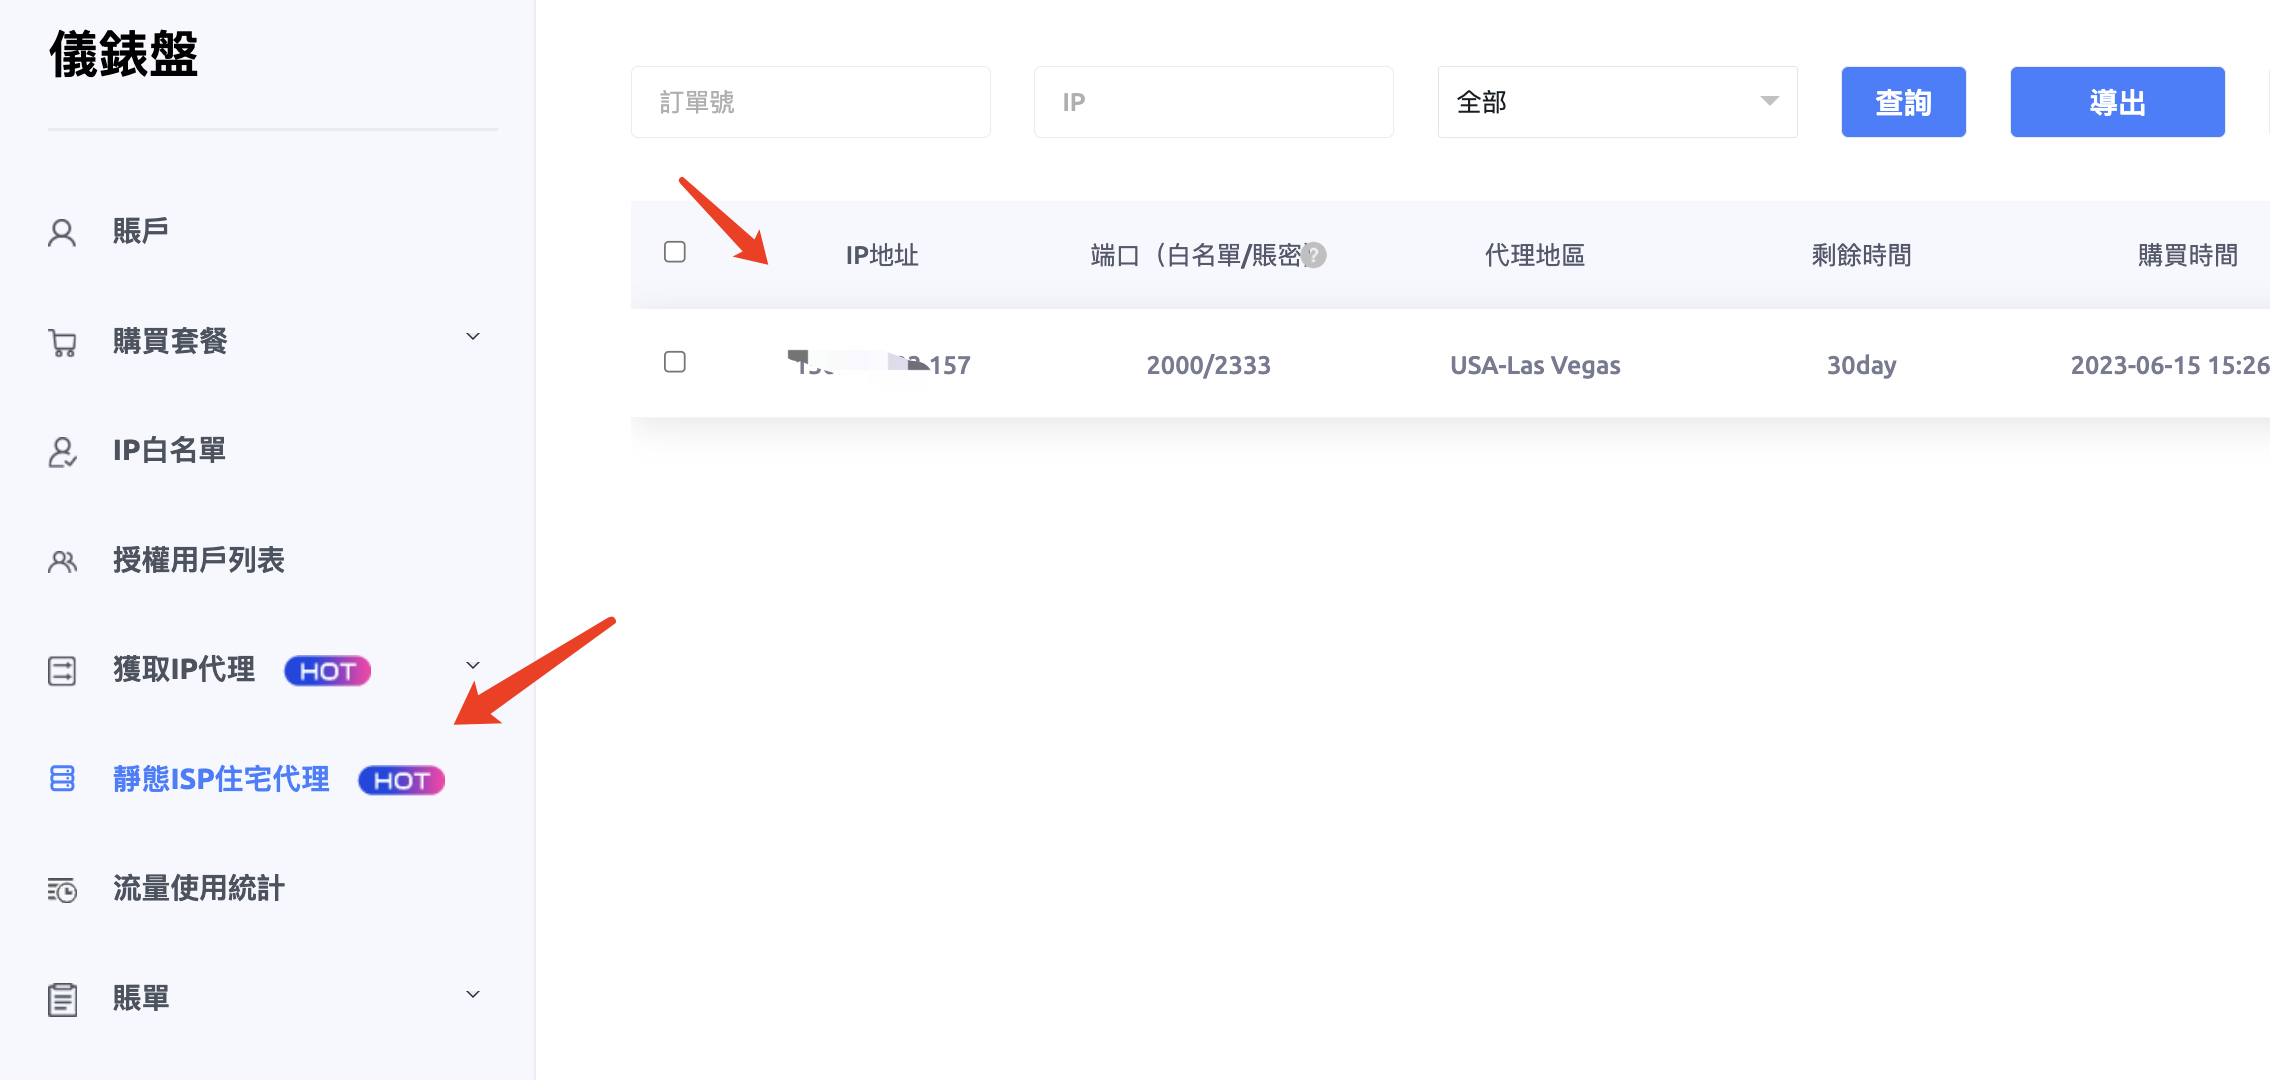 儀錶盤
賬戶
購買套餐
IP白名單
授權用戶列表
獲取IP代理 HOT
靜態ISP住宅代理 HOT
流量使用統計
賬單
訂單號 IP 全部 查詢 導出
IP地址 端口（白名單/賬密 ? 代理地區 剩餘時間 購買時間
157 2000/2333 USA-Las Vegas 30day 2023-06-15 15:26